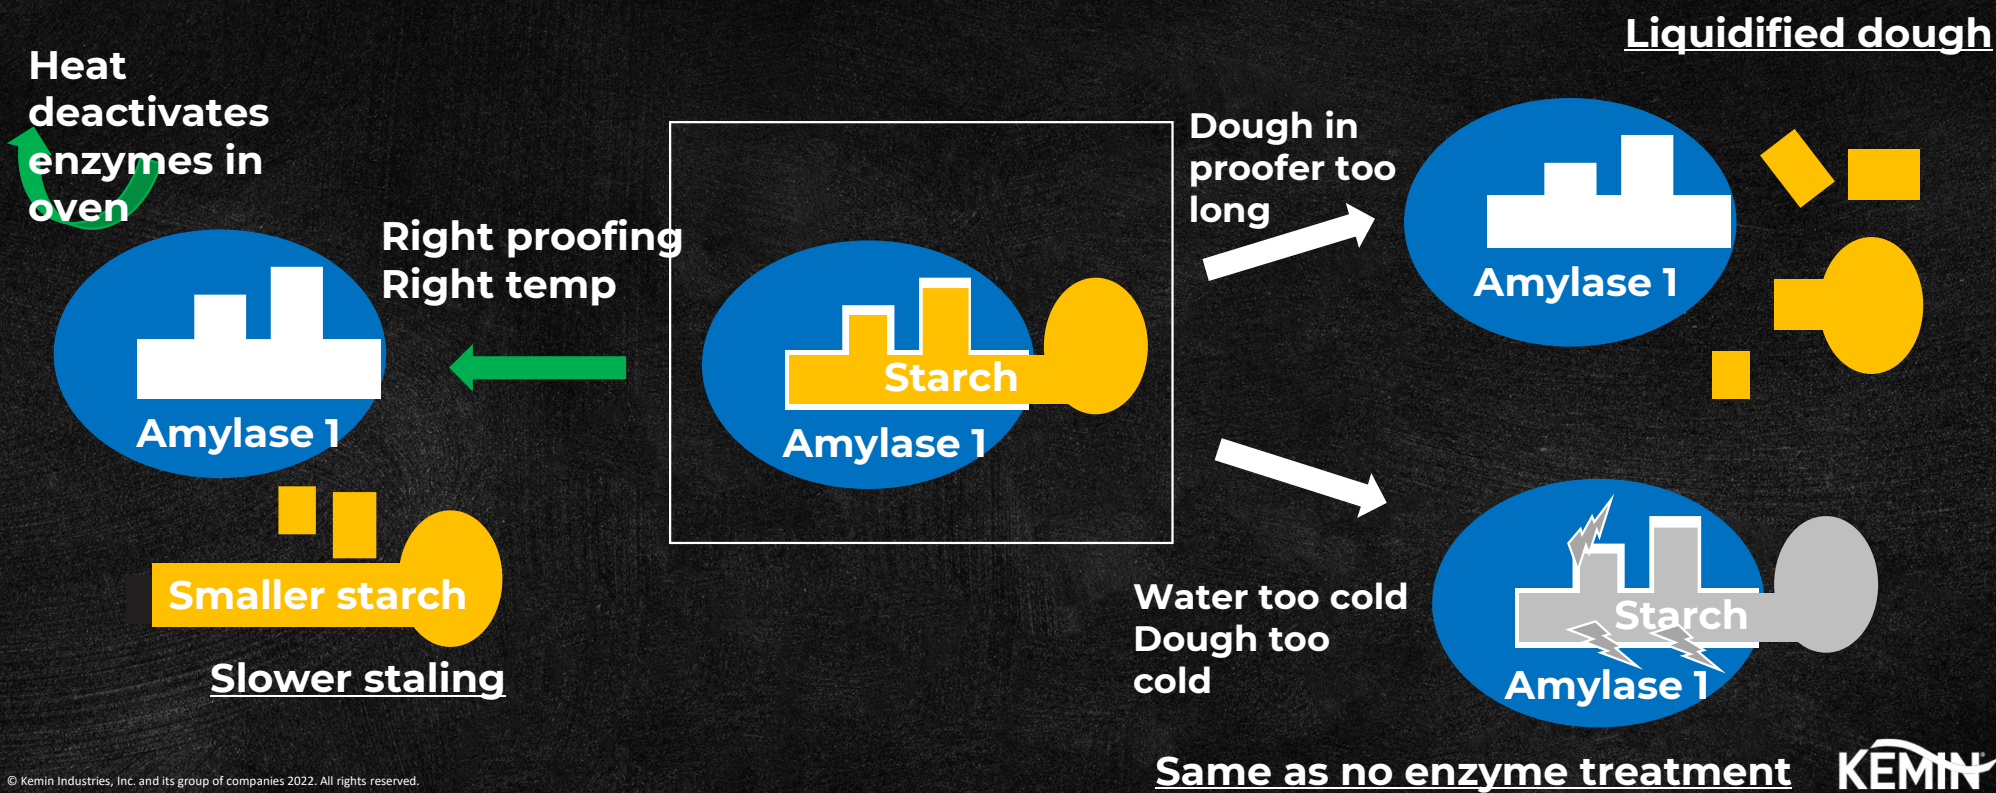 Liquidified dough
Heat
deactivates
enzymes in
oven
Right proofing
Right temp
Amylase 1
Smaller starch
Slower staling
Starch
Amylase 1
Dough in
proofer too
long
Amylase 1
Water too cold
Dough too
cold
Starch
Amylase 1
Same as no enzyme treatment
© Kemin Industries, Inc. and its group of companies 2022. All rights reserved.
KEMIN